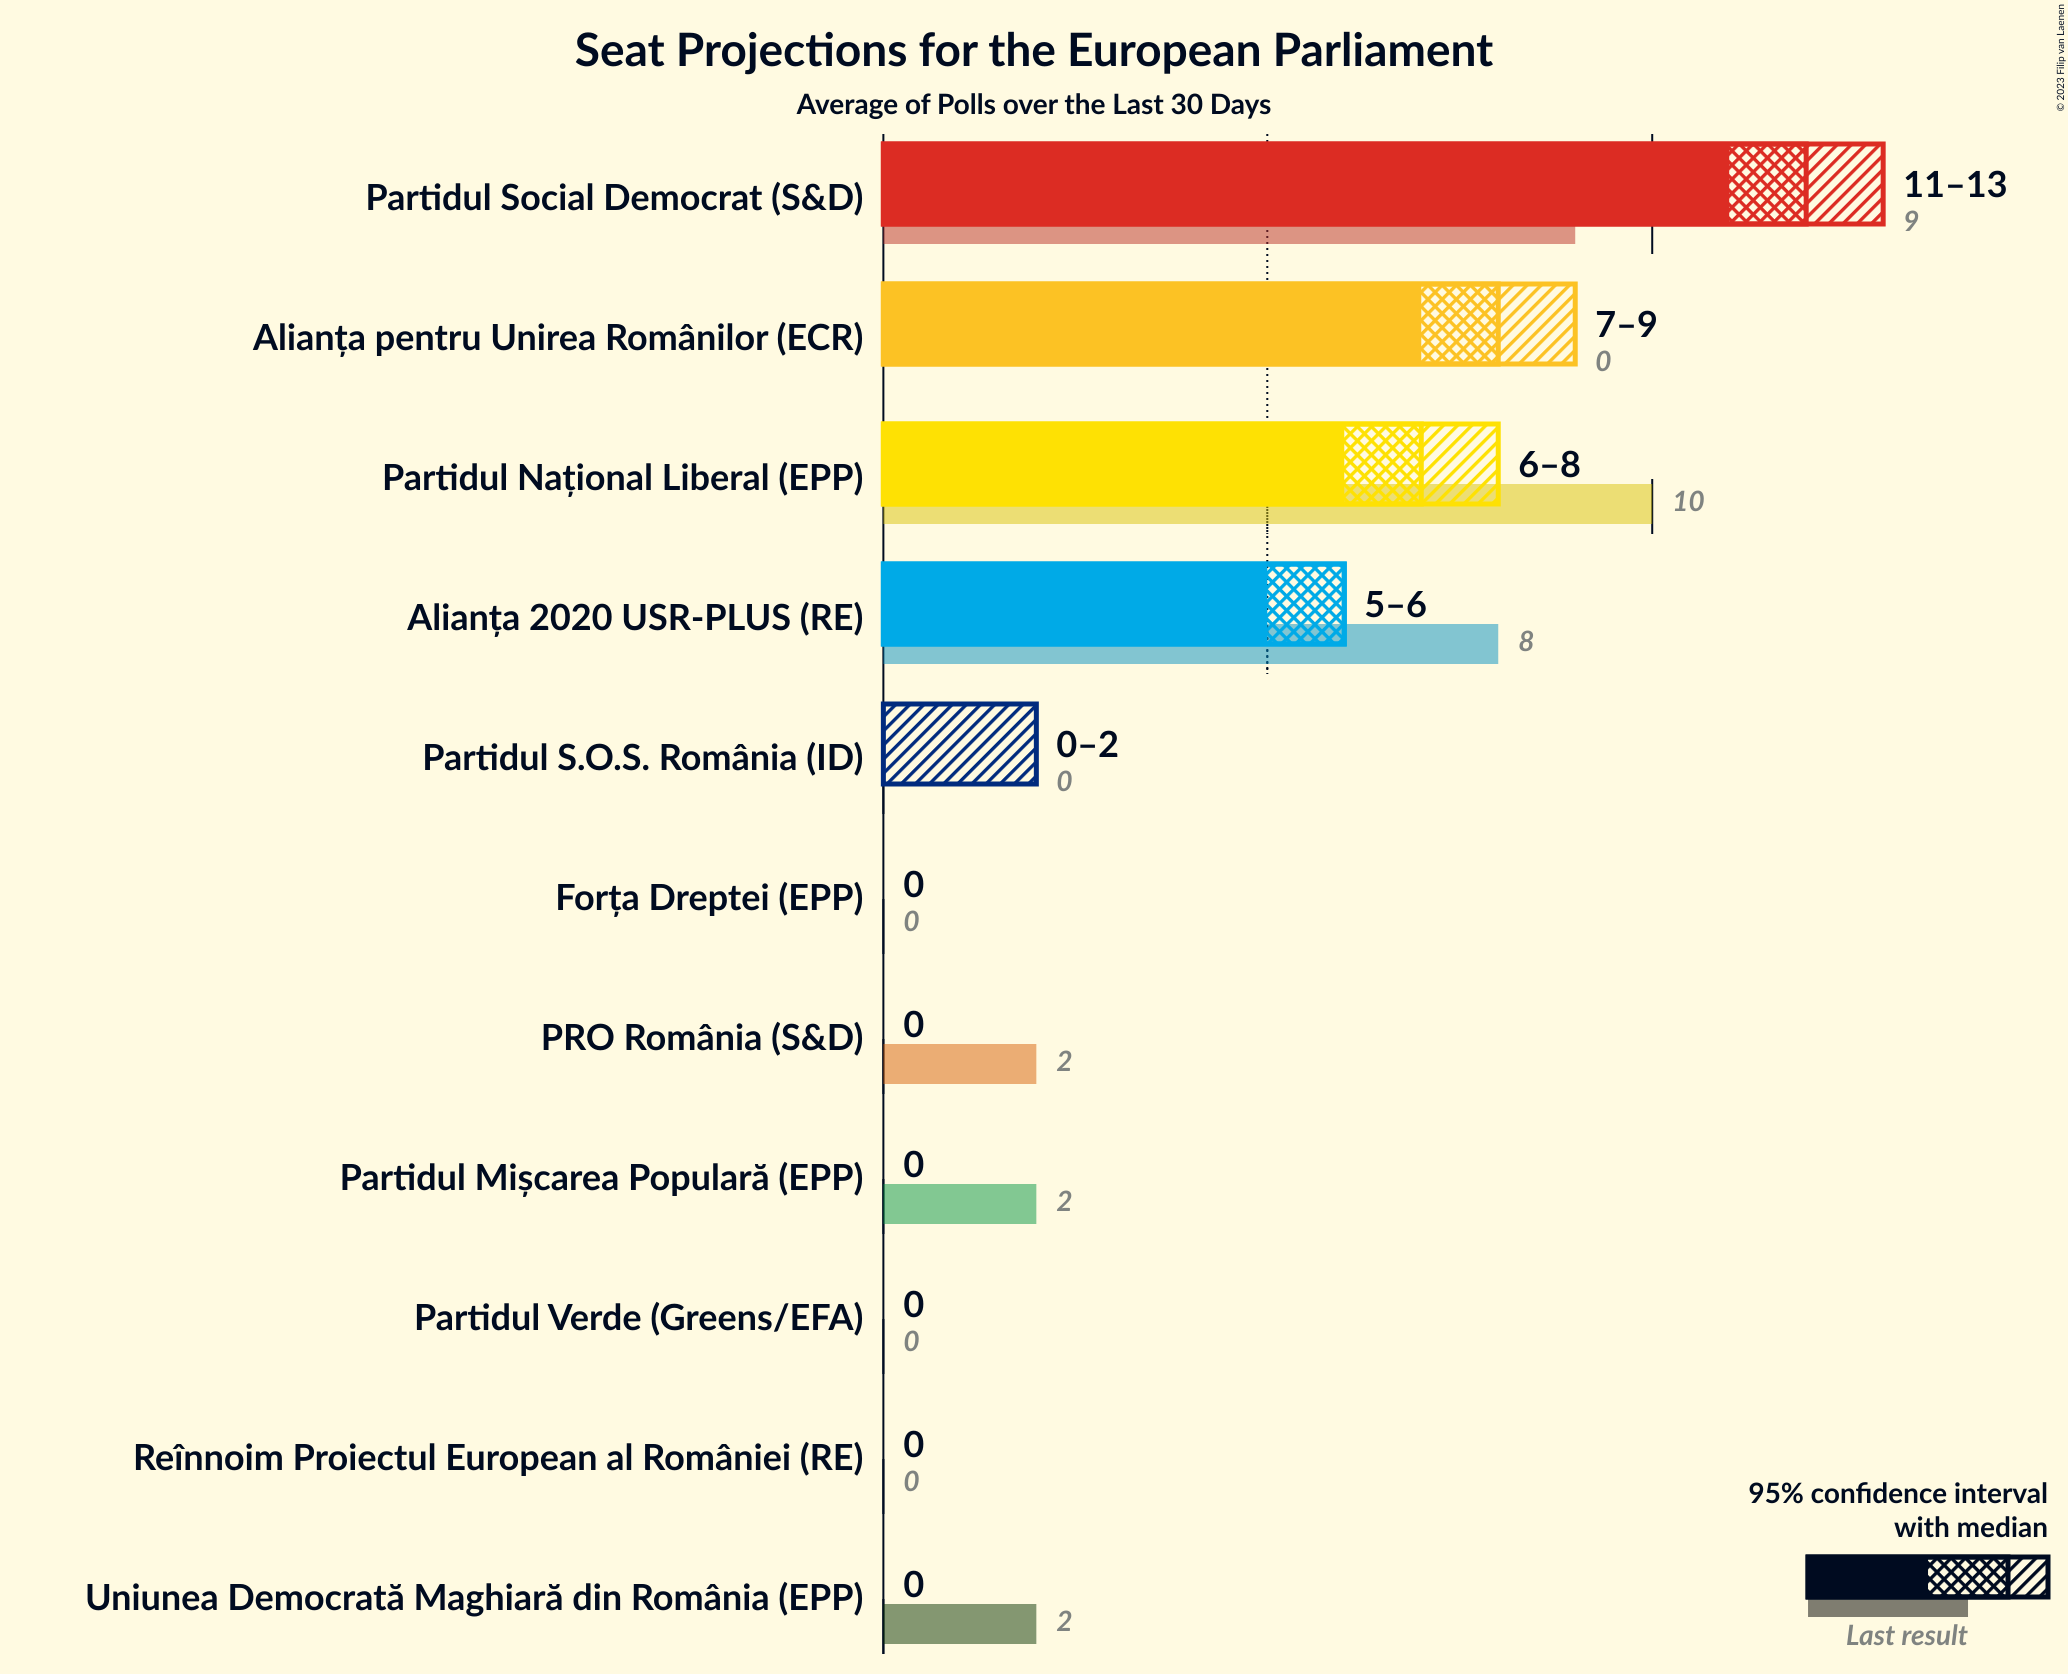 Seat Projections for the European Parliament
Average of Polls over the Last 30 Days
© 2023 Filip van Laenen
Partidul Social Democrat (S&D)
11–13
9
Alianța pentru Unirea Românilor (ECR)
7–9
0
Partidul Național Liberal (EPP)
6–8
10
Alianța 2020 USR-PLUS (RE)
5–6
8
Partidul S.O.S. România (ID)
0–2
0
Forța Dreptei (EPP)
0
0
PRO România (S&D)
0
2
Partidul Mișcarea Populară (EPP)
0
2
Partidul Verde (Greens/EFA)
0
0
Reînnoim Proiectul European al României (RE)
0
0
Uniunea Democrată Maghiară din România (EPP)
0
2
95% confidence interval
with median
Last result